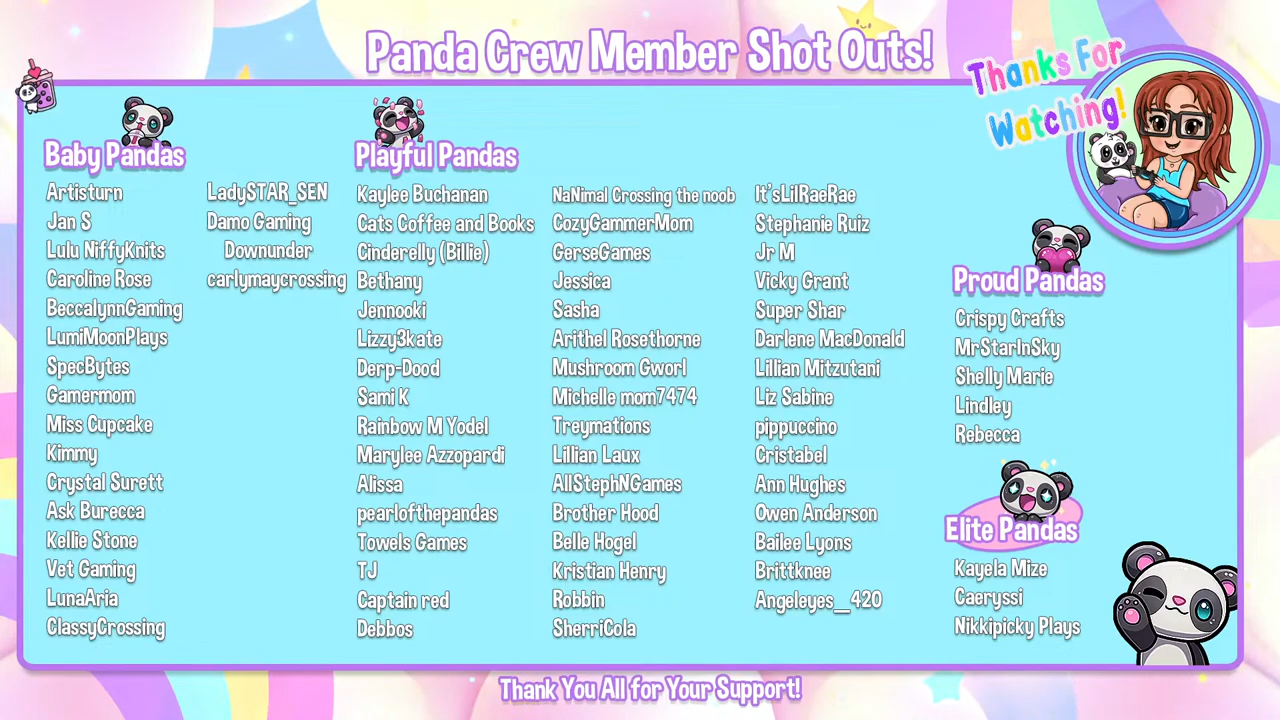 Panda Crew Member Shot Outs!
Thanks For
Watching!
Baby Pandas
Artisturn
Jan S
Lulu NiffyKnits
Caroline Rose
BeccalynnGaming
LumiMoonPlays
SpecBytes
Gamermom
Miss Cupcake
Kimmy
Crystal Surett
Ask Burecca
Kellie Stone
Vet Gaming
LunaAria
ClassyCrossing
LadySTAR_SEN
Damo Gaming
Downunder
carlymaycrossing
Playful Pandas
Kaylee Buchanan
Cats Coffee and Books
Cinderelly (Billie)
Bethany
Jennooki
Lizzy3kate
Derp-Dood
Sami K
Rainbow M Yodel
Marylee Azzopardi
Alissa
pearlofthepandas
Towels Games
TJ
Captain red
Debbos
NaNimal Crossing the noob
CozyGammerMom
GerseGames
Jessica
Sasha
Arithel Rosethorne
Mushroom Gworl
Michelle mom7474
Treymations
Lillian Laux
AllStephNGames
Brother Hood
Belle Hogel
Kristian Henry
Robbin
SherriCola
It'sLilRaeRae
Stephanie Ruiz
Jr M
Vicky Grant
Super Shar
Darlene MacDonald
Lillian Mitzutani
Liz Sabine
pippuccino
Cristabel
Ann Hughes
Owen Anderson
Bailee Lyons
Brittknee
Angeleyes__420
Proud Pandas
Crispy Crafts
MrStarInSky
Shelly Marie
Lindley
Rebecca
Elite Pandas
Kayela Mize
Caeryssi
Nikkipicky Plays
Thank You All for Your Support!